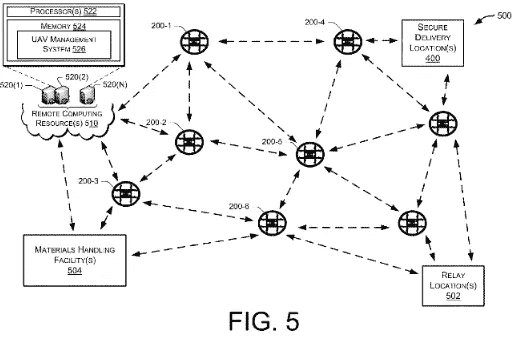 PROCESSOR(S) 522
MEMORY 524
UAV MANAGEMENT
SYSTEM 526
520(1)
520(2)
520(N)
REMOTE COMPUTING
RESOURCE(S) 510
200-1
200-4
SECURE
DELIVERY
LOCATION(S)
400
500
200-2
200-5
200-3
200-6
MATERIALS HANDLING
FACILITY(S)
504
RELAY
LOCATION(S)
502
FIG. 5